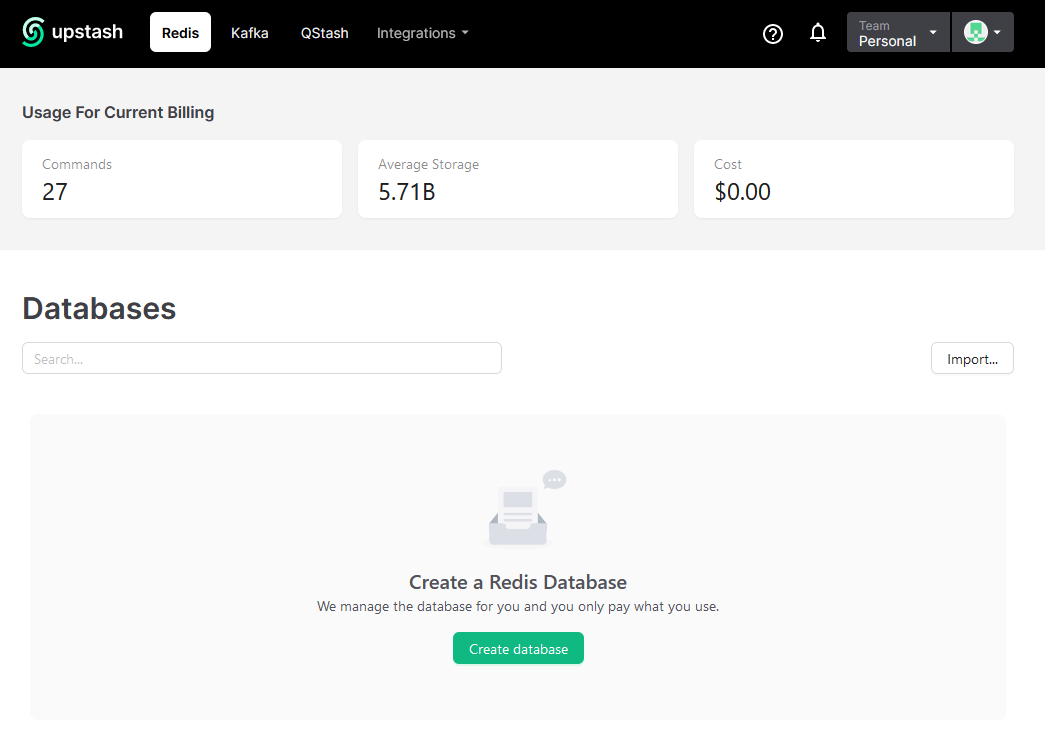 upstash
Redis
Kafka
QStash
Integrations
Team
Personal
Usage For Current Billing
Commands
27
Average Storage
5.71B
Cost
$0.00
Databases
Search...
Import...
Create a Redis Database
We manage the database for you and you only pay what you use.
Create database